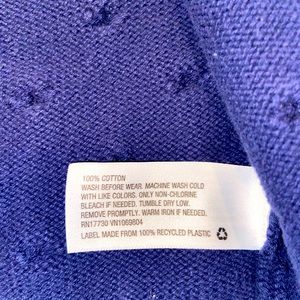 100% COTTON
WASH BEFORE WEAR. MACHINE WASH COLD
WITH LIKE COLORS. ONLY NON-CHLORINE
BLEACH IF NEEDED. TUMBLE DRY LOW.
REMOVE PROMPTLY. WARM IRON IF NEEDED.
RN17730 VN1069804
LABEL MADE FROM 100% RECYCLED PLASTIC